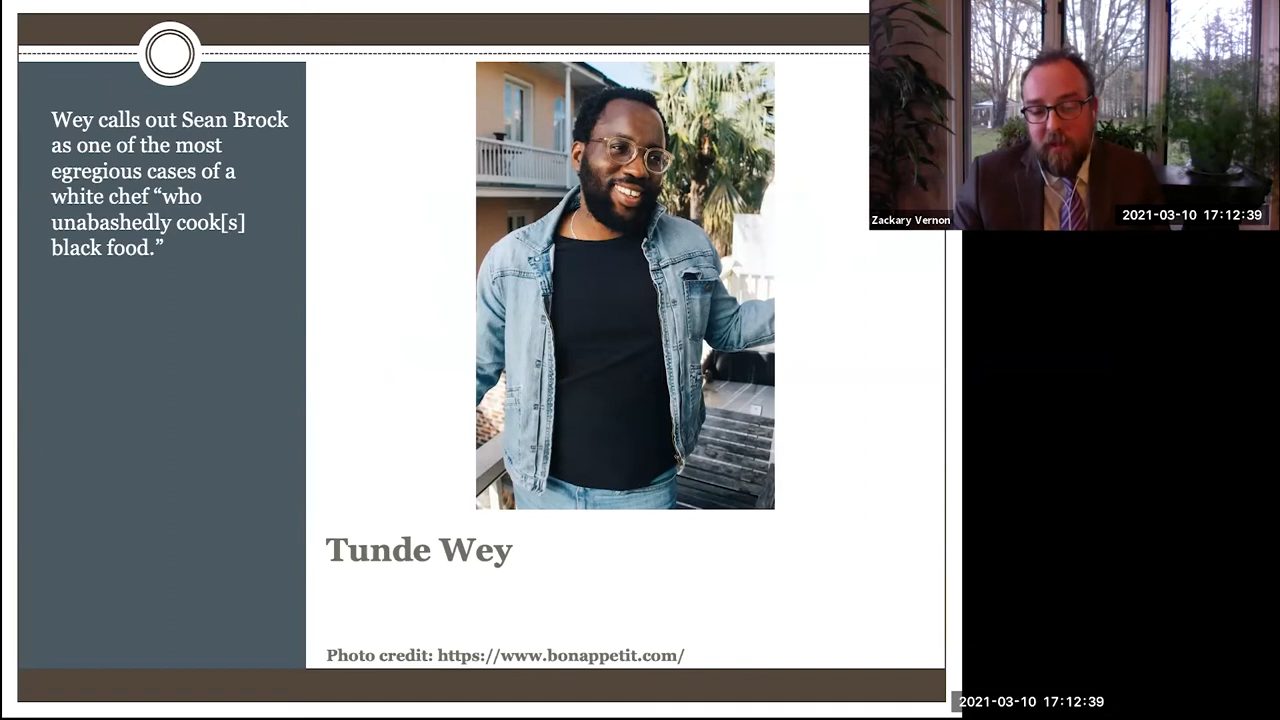 Wey calls out Sean Brock
as one of the most
egregious cases of a
white chef “who
unabashedly cook[s]
black food.”
Tunde Wey
Photo credit: https://www.bonappetit.com/
Zackary Vernon
2021-03-10 17:12:39
2021-03-10 17:12:39